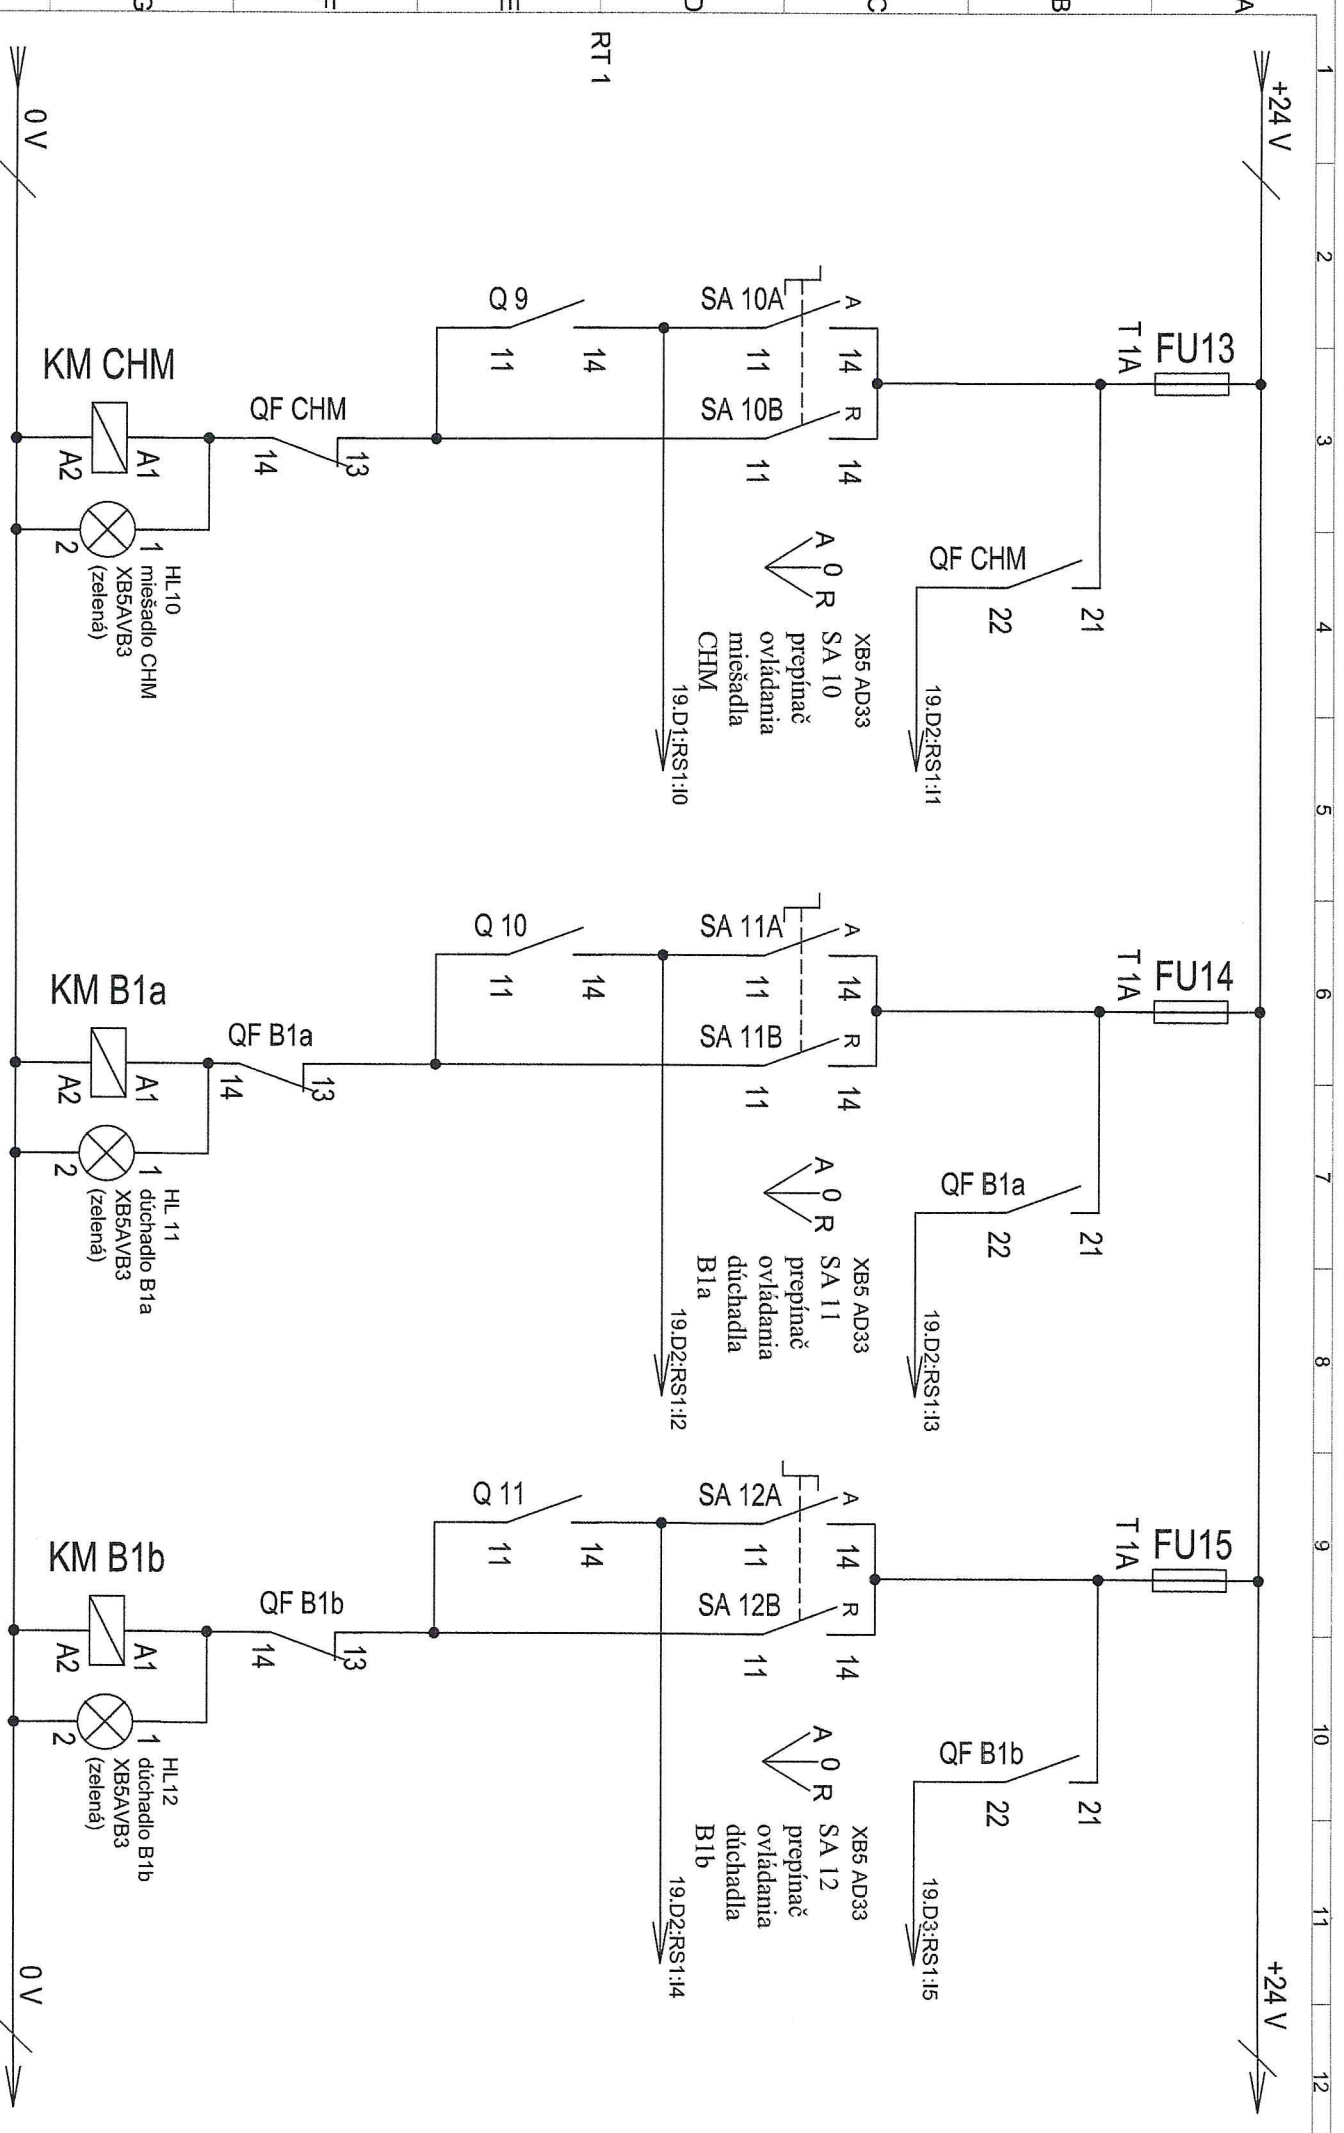 1
2
3
4
5
6
7
8
9
10
11
12
A
B
C
D
E
F
G
RT 1
+24 V
+24 V
FU13
T 1A
QF CHM
21
22
19.D2:RS1:I1
SA 10A
A
14
11
SA 10B
R
14
11
A 0 R
XB5 AD33
SA 10
prepínač
ovládania
miešadla
CHM
19.D1:RS1:I0
Q 9
14
11
QF CHM
13
14
KM CHM
A1
A2
1
2
HL10
miešadlo CHM
XB5AVB3
(zelená)
FU14
T 1A
QF B1a
21
22
19.D2:RS1:I3
SA 11A
A
14
11
SA 11B
R
14
11
A 0 R
XB5 AD33
SA 11
prepínač
ovládania
dúchadla
B1a
19.D2:RS1:I2
Q 10
14
11
QF B1a
13
14
KM B1a
A1
A2
1
2
HL 11
dúchadlo B1a
XB5AVB3
(zelená)
FU15
T 1A
QF B1b
21
22
19.D3:RS1:I5
SA 12A
A
14
11
SA 12B
R
14
11
A 0 R
XB5 AD33
SA 12
prepínač
ovládania
dúchadla
B1b
19.D2:RS1:I4
Q 11
14
11
QF B1b
13
14
KM B1b
A1
A2
1
2
HL12
dúchadlo B1b
XB5AVB3
(zelená)
0 V
0 V